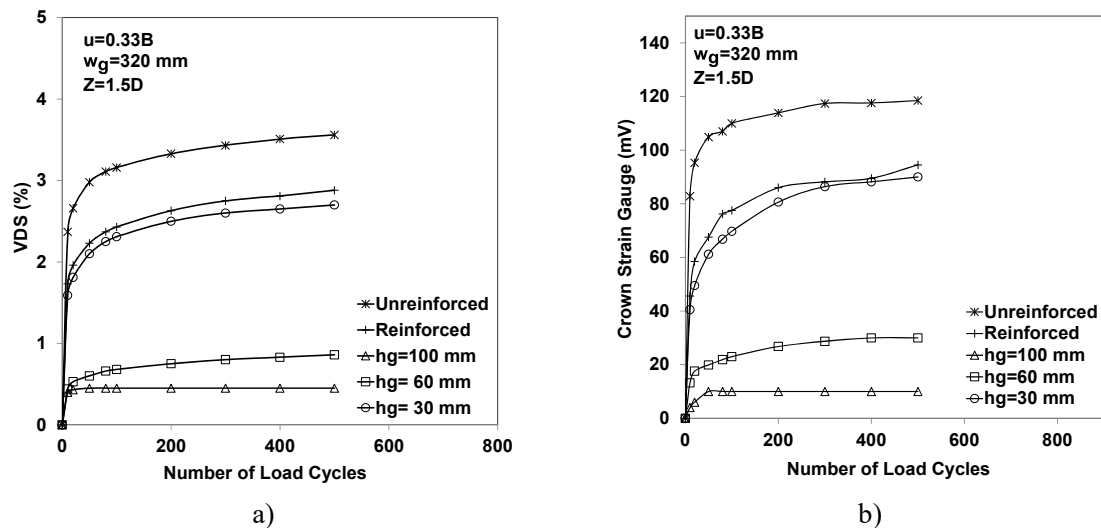 u=0.33B
wg=320 mm
Z=1.5D
VDS (%)
5
4
3
2
1
0
0 200 400 600 800
Number of Load Cycles
Unreinforced
Reinforced
hg=100 mm
hg= 60 mm
hg= 30 mm
a)
u=0.33B
wg=320 mm
Z=1.5D
Crown Strain Gauge (mV)
140
120
100
80
60
40
20
0
0 200 400 600 800
Number of Load Cycles
Unreinforced
Reinforced
hg=100 mm
hg=60 mm
hg= 30 mm
b)